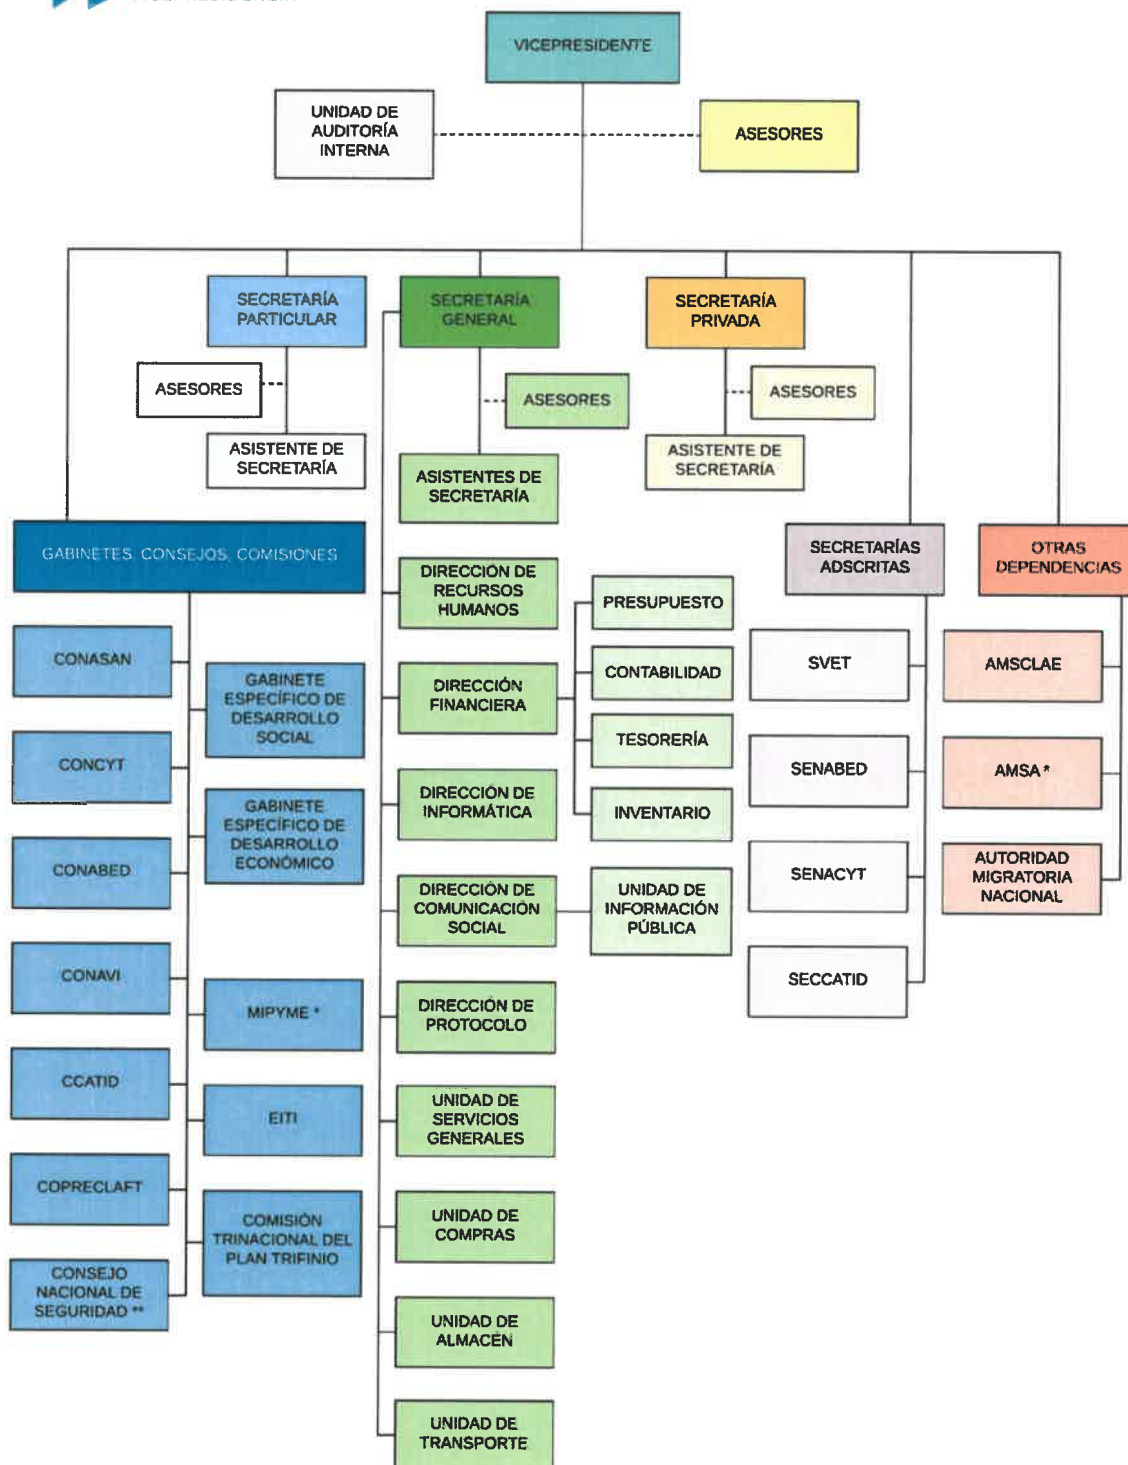 VICEPRESIDENTE
UNIDAD DE
AUDITORÍA
INTERNA
ASESORES
SECRETARÍA
PARTICULAR
SECRETARÍA
GENERAL
SECRETARÍA
PRIVADA
ASESORES
ASESORES
ASESORES
ASISTENTE DE
SECRETARÍA
ASISTENTES DE
SECRETARÍA
ASISTENTE DE
SECRETARÍA
GABINETES, CONSEJOS, COMISIONES
SECRETARÍAS
ADSCRITAS
OTRAS
DEPENDENCIAS
CONASAN
CONCYT
CONABED
CONAVI
CCATID
COPRECLAFT
CONSEJO
NACIONAL DE
SEGURIDAD **
GABINETE
ESPECÍFICO DE
DESARROLLO
SOCIAL
GABINETE
ESPECÍFICO DE
DESARROLLO
ECONÓMICO
MIPYME *
EITI
COMISIÓN
TRINACIONAL DEL
PLAN TRIFINIO
DIRECCIÓN DE
RECURSOS
HUMANOS
DIRECCIÓN
FINANCIERA
DIRECCIÓN DE
INFORMÁTICA
DIRECCIÓN DE
COMUNICACIÓN
SOCIAL
DIRECCIÓN DE
PROTOCOLO
UNIDAD DE
SERVICIOS
GENERALES
UNIDAD DE
COMPRAS
UNIDAD DE
ALMACÉN
UNIDAD DE
TRANSPORTE
PRESUPUESTO
CONTABILIDAD
TESORERÍA
INVENTARIO
UNIDAD DE
INFORMACIÓN
PÚBLICA
SVET
SENABED
SENACYT
SECCATID
AMSCLAE
AMSA *
AUTORIDAD
MIGRATORIA
NACIONAL